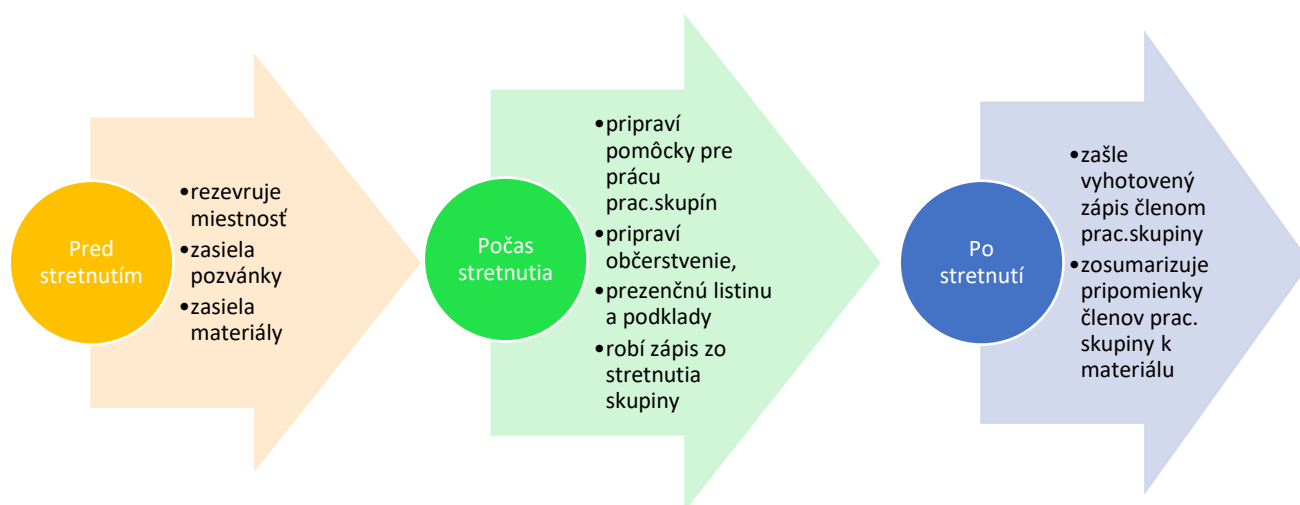 Pred
stretnutím
•rezevruje
miestnosť
•zasiela
pozvánky
•zasiela
materiály
Počas
stretnutia
•pripraví
pomôcky pre
prácu
prac.skupín
•pripraví
občerstvenie,
•prezenčnú listinu
a podklady
•robí zápis zo
stretnutia
skupiny
Po
stretnutí
•zašle
vyhotovený
zápis členom
prac.skupiny
•zosumarizuje
pripomienky
členov prac.
skupiny k
materiálu